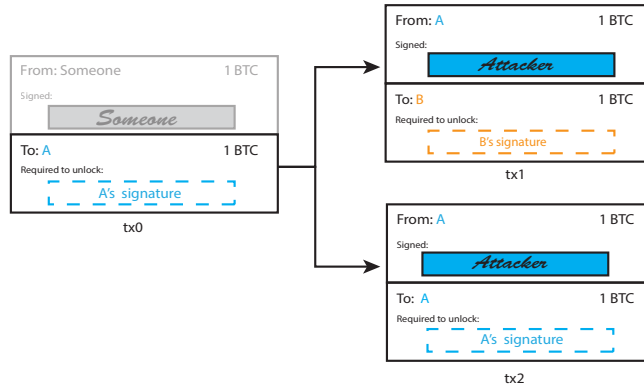 From: Someone 1 BTC
Signed:
Someone
To: A 1 BTC
Required to unlock:
A's signature
tx0
From: A 1 BTC
Signed:
Attacker
To: B 1 BTC
Required to unlock:
B's signature
tx1
From: A 1 BTC
Signed:
Attacker
To: A 1 BTC
Required to unlock:
A's signature
tx2